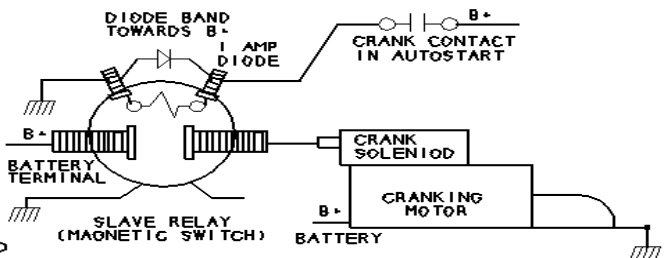 DIODE BAND
TOWARDS B+
1 AMP
DIODE
B+
CRANK CONTACT
IN AUTOSTART
B+
BATTERY
TERMINAL
CRANK
SOLENIOD
CRANKING
MOTOR
B+
BATTERY
SLAVE RELAY
(MAGNETIC SWITCH)